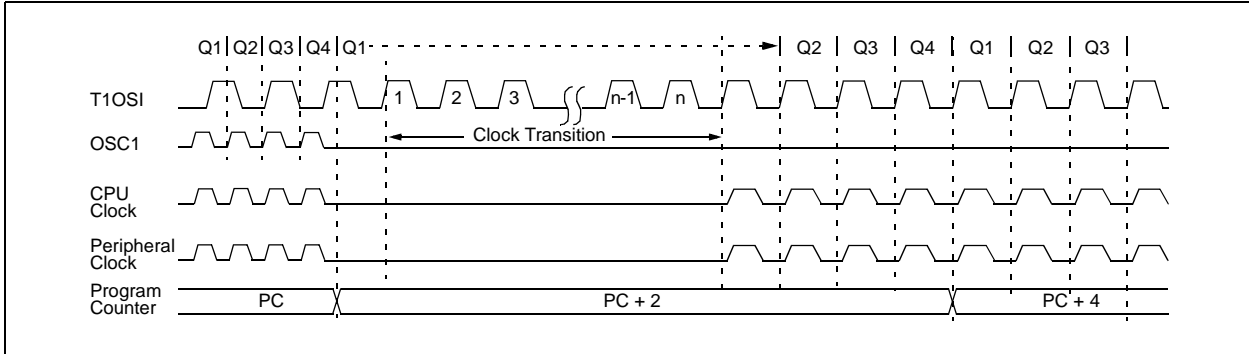 Q1 Q2 Q3 Q4 Q1 Q2 Q3 Q4 Q1 Q2 Q3
T1OSI
1 2 3 n-1 n
Clock Transition
OSC1
CPU
Clock
Peripheral
Clock
Program
Counter
PC PC + 2 PC + 4